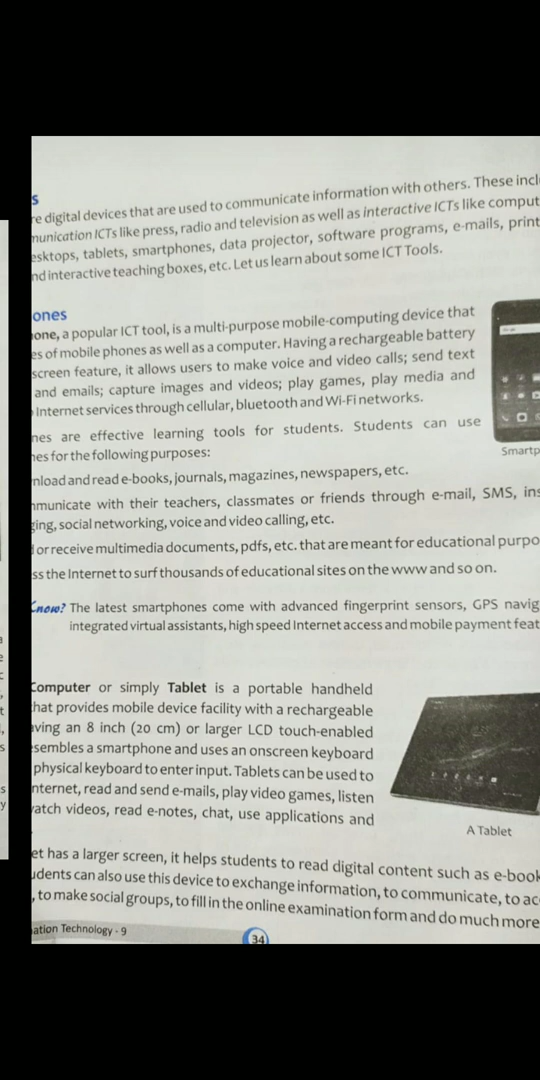 s
re digital devices that are used to communicate information with others. These incl
munication ICTs like press, radio and television as well as interactive ICTs like comput
esktops, tablets, smartphones, data projector, software programs, e-mails, print
nd interactive teaching boxes, etc. Let us learn about some ICT Tools.
ones
one, a popular ICT tool, is a multi-purpose mobile-computing device that
es of mobile phones as well as a computer. Having a rechargeable battery
screen feature, it allows users to make voice and video calls; send text
and emails; capture images and videos; play games, play media and
Internet services through cellular, bluetooth and Wi-Fi networks.
Smartp
nes are effective learning tools for students. Students can use
nes for the following purposes:
nload and read e-books, journals, magazines, newspapers, etc.
mmunicate with their teachers, classmates or friends through e-mail, SMS, ins
ging, social networking, voice and video calling, etc.
or receive multimedia documents, pdfs, etc. that are meant for educational purpo
ss the Internet to surf thousands of educational sites on the www and so on.
Know? The latest smartphones come with advanced fingerprint sensors, GPS navig
integrated virtual assistants, high speed Internet access and mobile payment feat
Computer or simply Tablet is a portable handheld
that provides mobile device facility with a rechargeable
aving an 8 inch (20 cm) or larger LCD touch-enabled
esembles a smartphone and uses an onscreen keyboard
physical keyboard to enter input. Tablets can be used to
nternet, read and send e-mails, play video games, listen
watch videos, read e-notes, chat, use applications and
A Tablet
et has a larger screen, it helps students to read digital content such as e-book
udents can also use this device to exchange information, to communicate, to ac
, to make social groups, to fill in the online examination form and do much more
ation Technology - 9
34